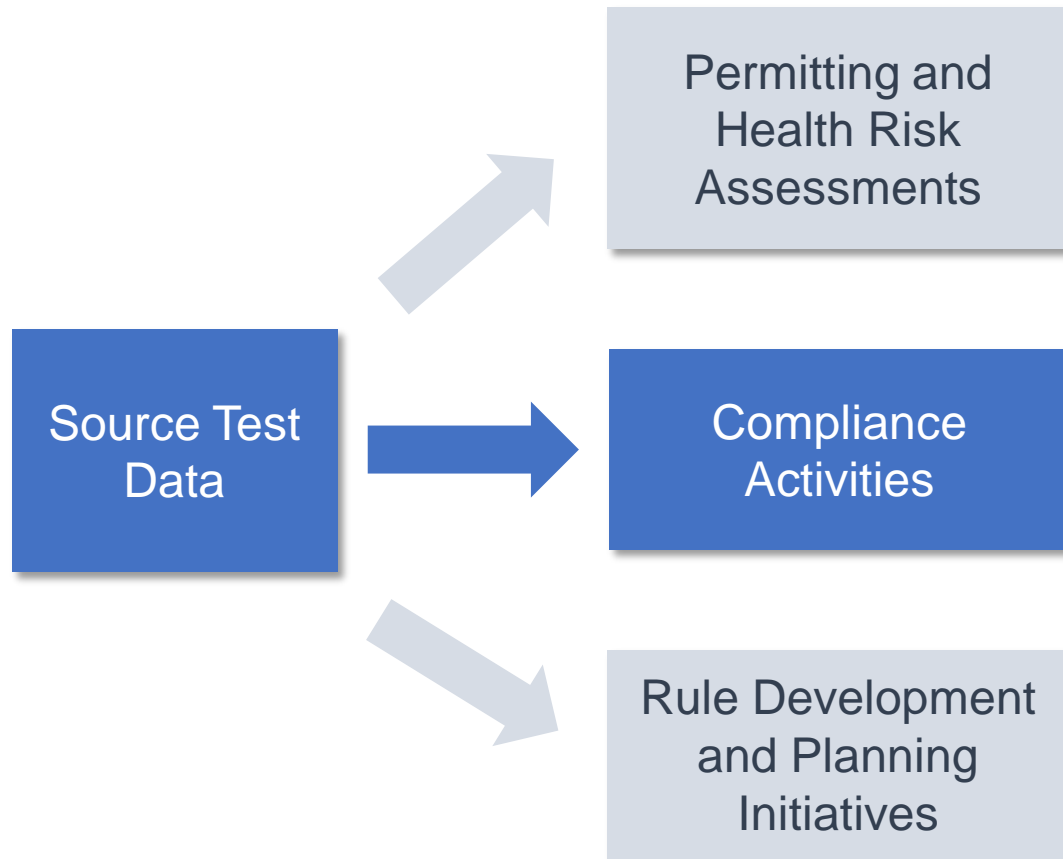 Permitting and
Health Risk
Assessments
Source Test
Data
Compliance
Activities
Rule Development
and Planning
Initiatives